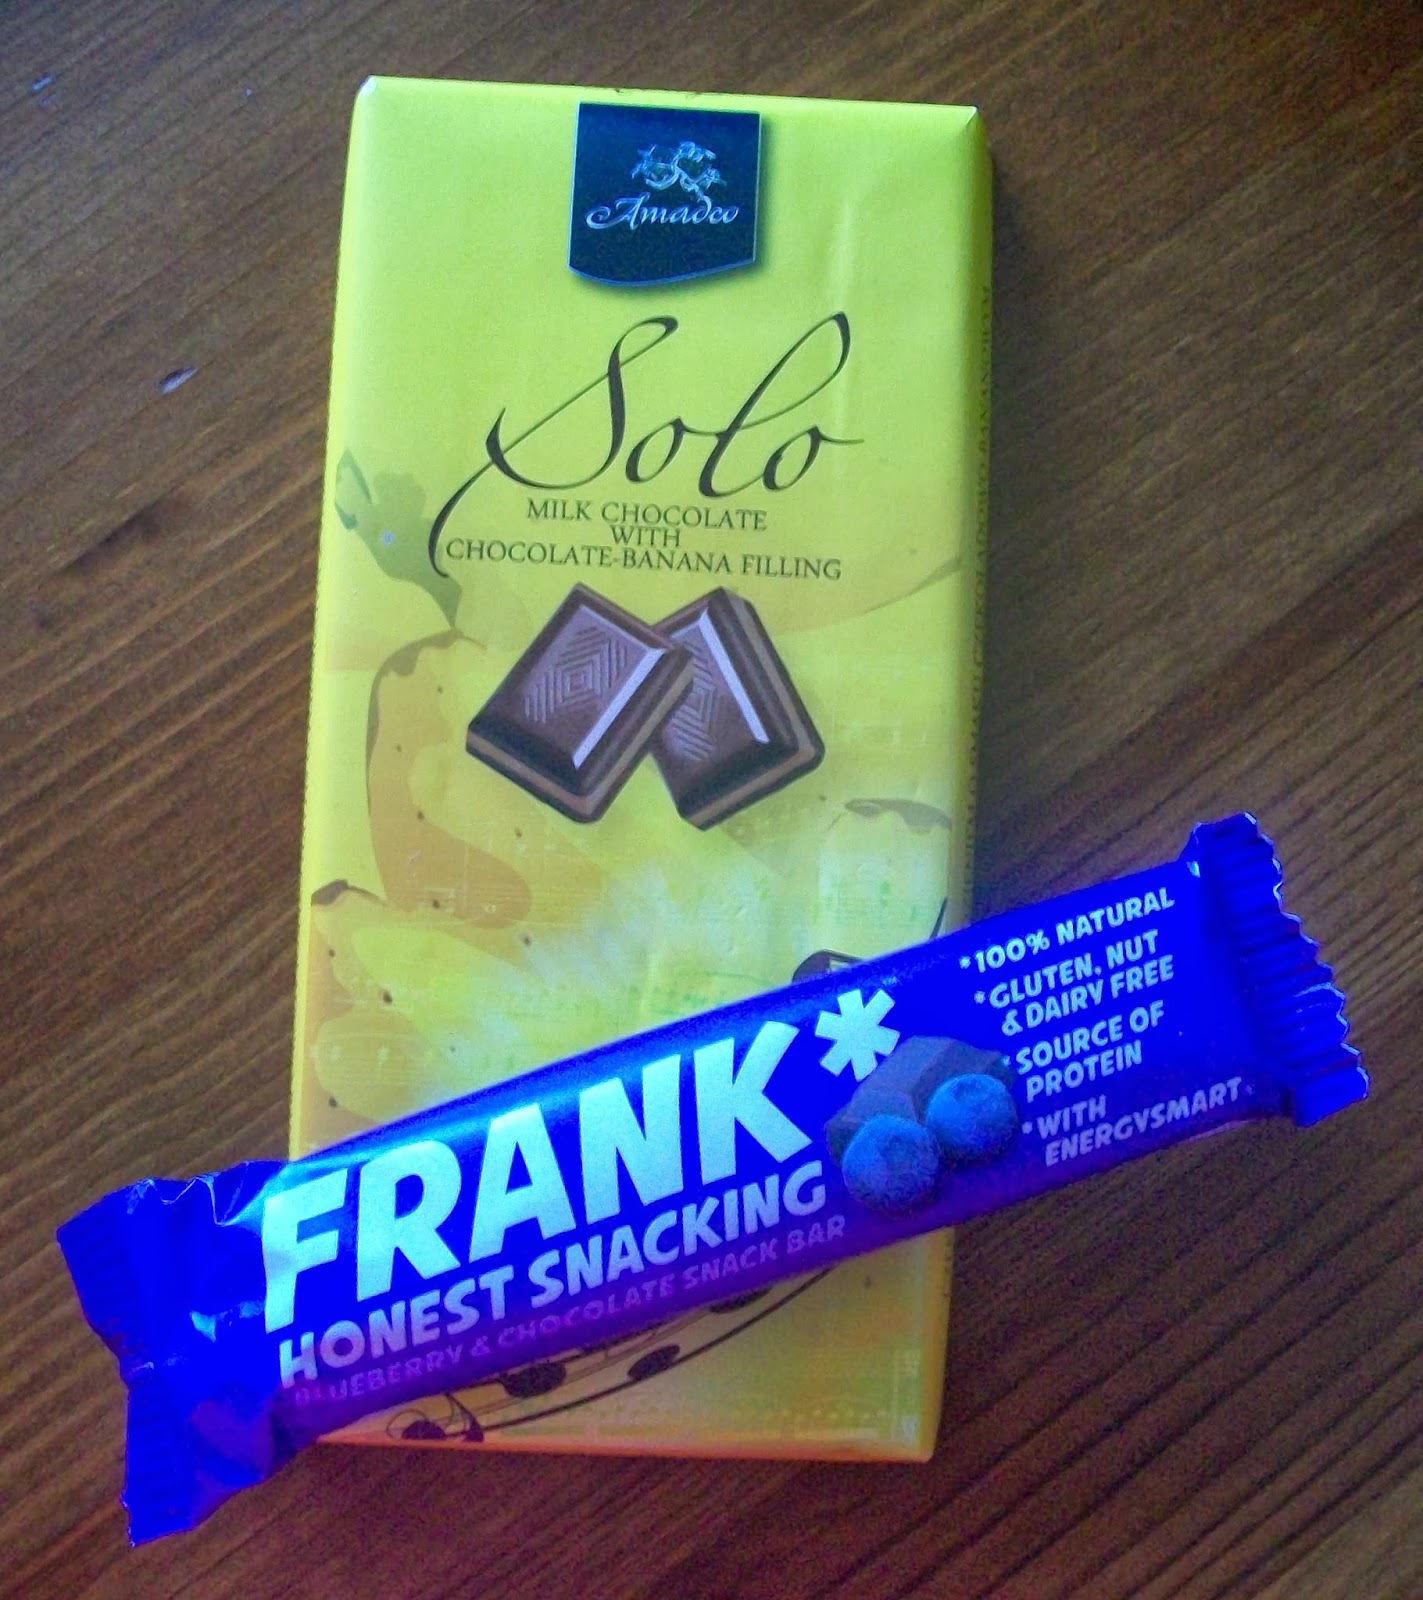 Amadeo
Solo
MILK CHOCOLATE
WITH
CHOCOLATE-BANANA FILLING
FRANK*
HONEST SNACKING
BLUEBERRY & CHOCOLATE SNACK BAR
*100% NATURAL
*GLUTEN, NUT
& DAIRY FREE
*SOURCE OF
PROTEIN
*WITH
ENERGYSMART